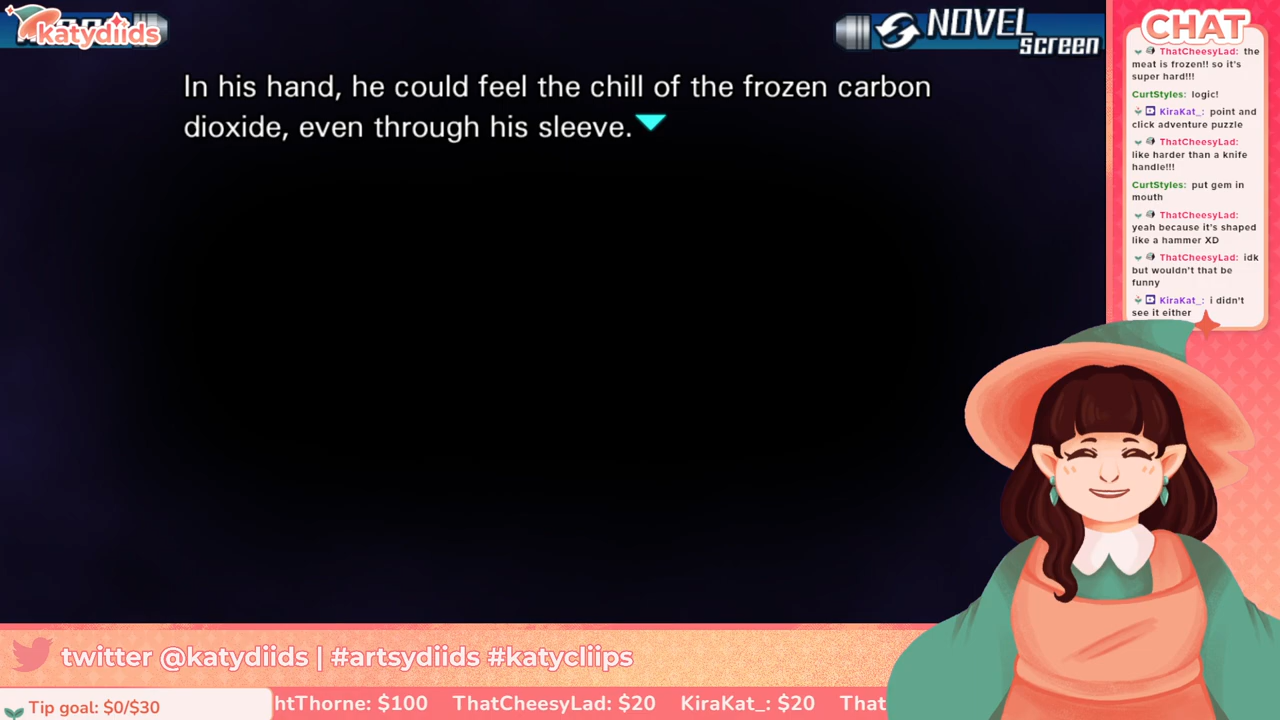 katydiids
NOVEL
Screen
In his hand, he could feel the chill of the frozen carbon
dioxide, even through his sleeve.
CHAT
ThatCheesyLad: the
meat is frozen!! so it's
super hard!!!
CurtStyles: logic!
KiraKat_: point and
click adventure puzzle
ThatCheesyLad:
like harder than a knife
handle!!!
CurtStyles: put gem in
mouth
ThatCheesyLad:
yeah because it's shaped
like a hammer XD
ThatCheesyLad: idk
but wouldn't that be
funny
KiraKat_: i didn't
see it either
twitter @katydiids | #artsydiids #katycliips
Tip goal: $0/$30
htThorne: $100 ThatCheesyLad: $20 KiraKat_: $20 That